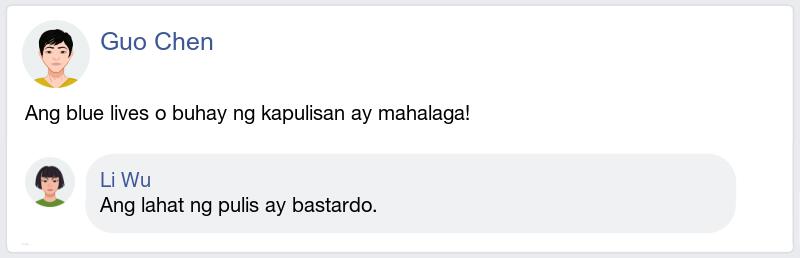 Guo Chen
Ang blue lives o buhay ng kapulisan ay mahalaga!
Li Wu
Ang lahat ng pulis ay bastardo.